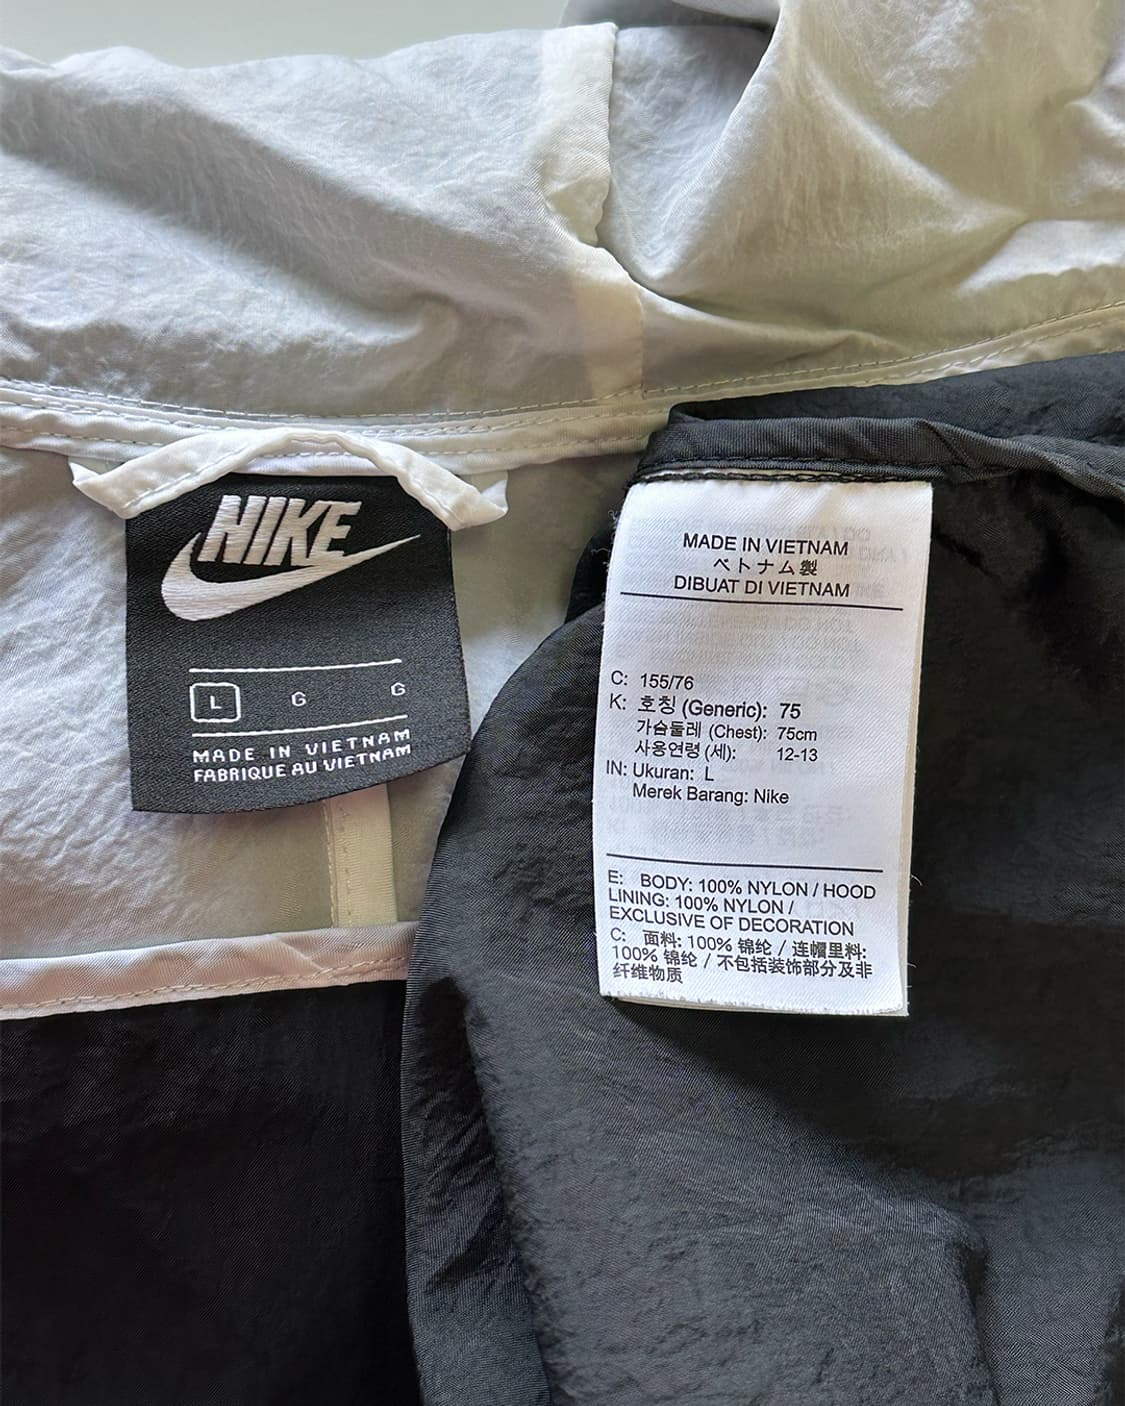 NIKE
L G G
MADE IN VIETNAM
FABRIQUE AU VIETNAM
MADE IN VIETNAM
ベトナム製
DIBUAT DI VIETNAM
C: 155/76
K: 호칭 (Generic): 75
가슴둘레 (Chest): 75cm
사용연령 (세): 12-13
IN: Ukuran: L
Merek Barang: Nike
E: BODY: 100% NYLON / HOOD
LINING: 100% NYLON /
EXCLUSIVE OF DECORATION
C: 面料: 100% 锦纶 / 连帽里料:
100% 锦纶 / 不包括装饰部分及非
纤维物质